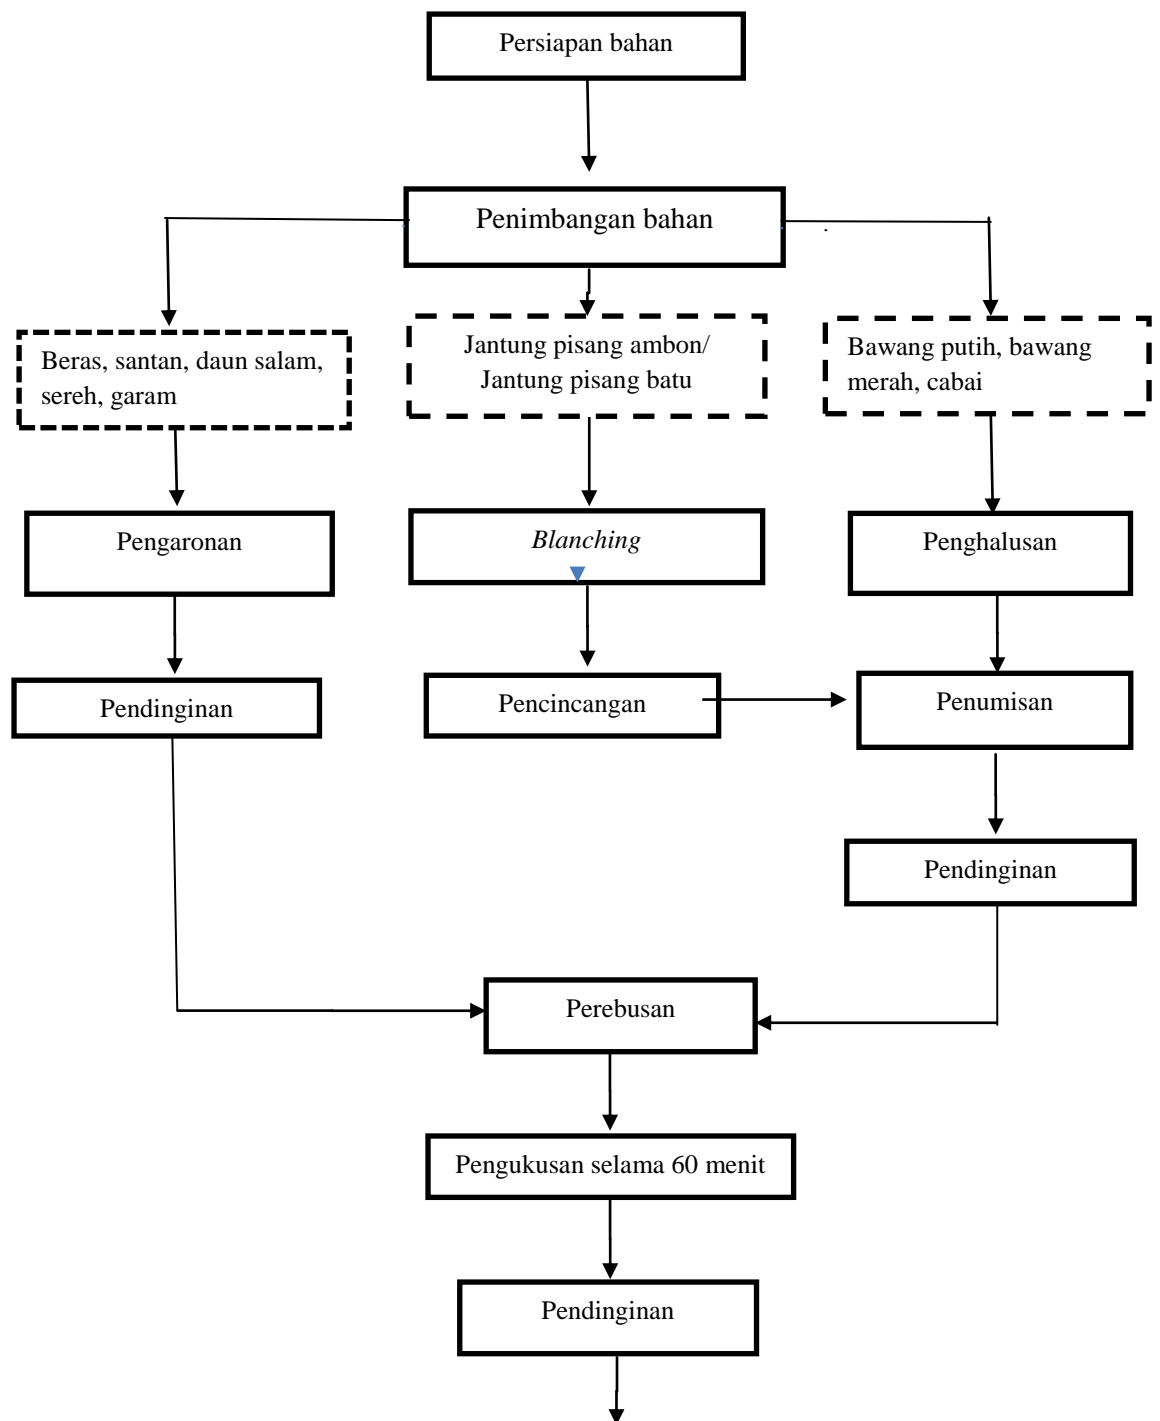 Persiapan bahan
Penimbangan bahan
Beras, santan, daun salam,
sereh, garam
Jantung pisang ambon/
Jantung pisang batu
Bawang putih, bawang
merah, cabai
Pengaronan
Blanching
Penghalusan
Pendinginan
Pencincangan
Penumisan
Pendinginan
Perebusan
Pengukusan selama 60 menit
Pendinginan